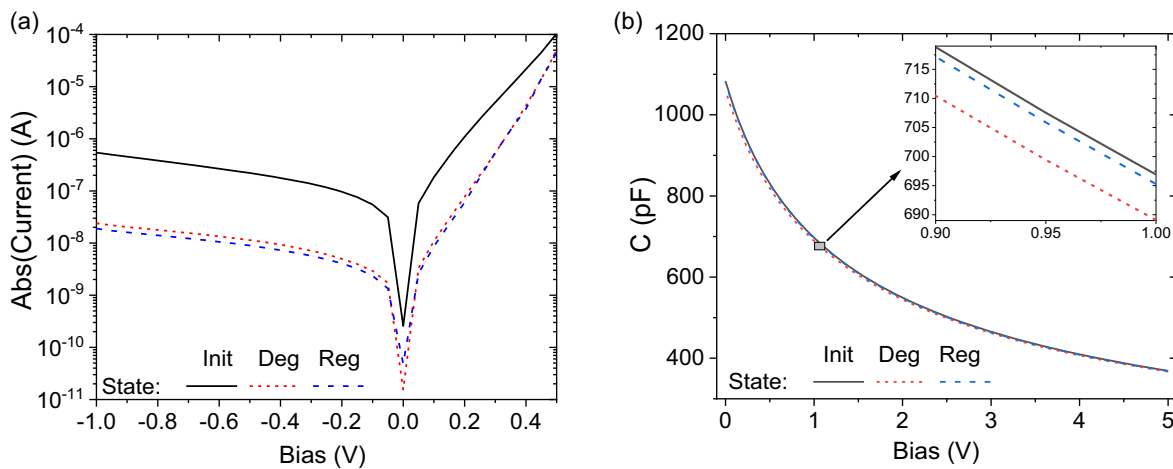 (a)
Abs(Current) (A)
10⁻⁴
10⁻⁵
10⁻⁶
10⁻⁷
10⁻⁸
10⁻⁹
10⁻¹⁰
10⁻¹¹
Init Deg Reg
State:
-1.0 -0.8 -0.6 -0.4 -0.2 0.0 0.2 0.4
Bias (V)
(b)
C (pF)
1200
1000
800
600
400
715
710
705
700
695
690
0.90 0.95 1.00
Init Deg Reg
State:
0 1 2 3 4 5
Bias (V)